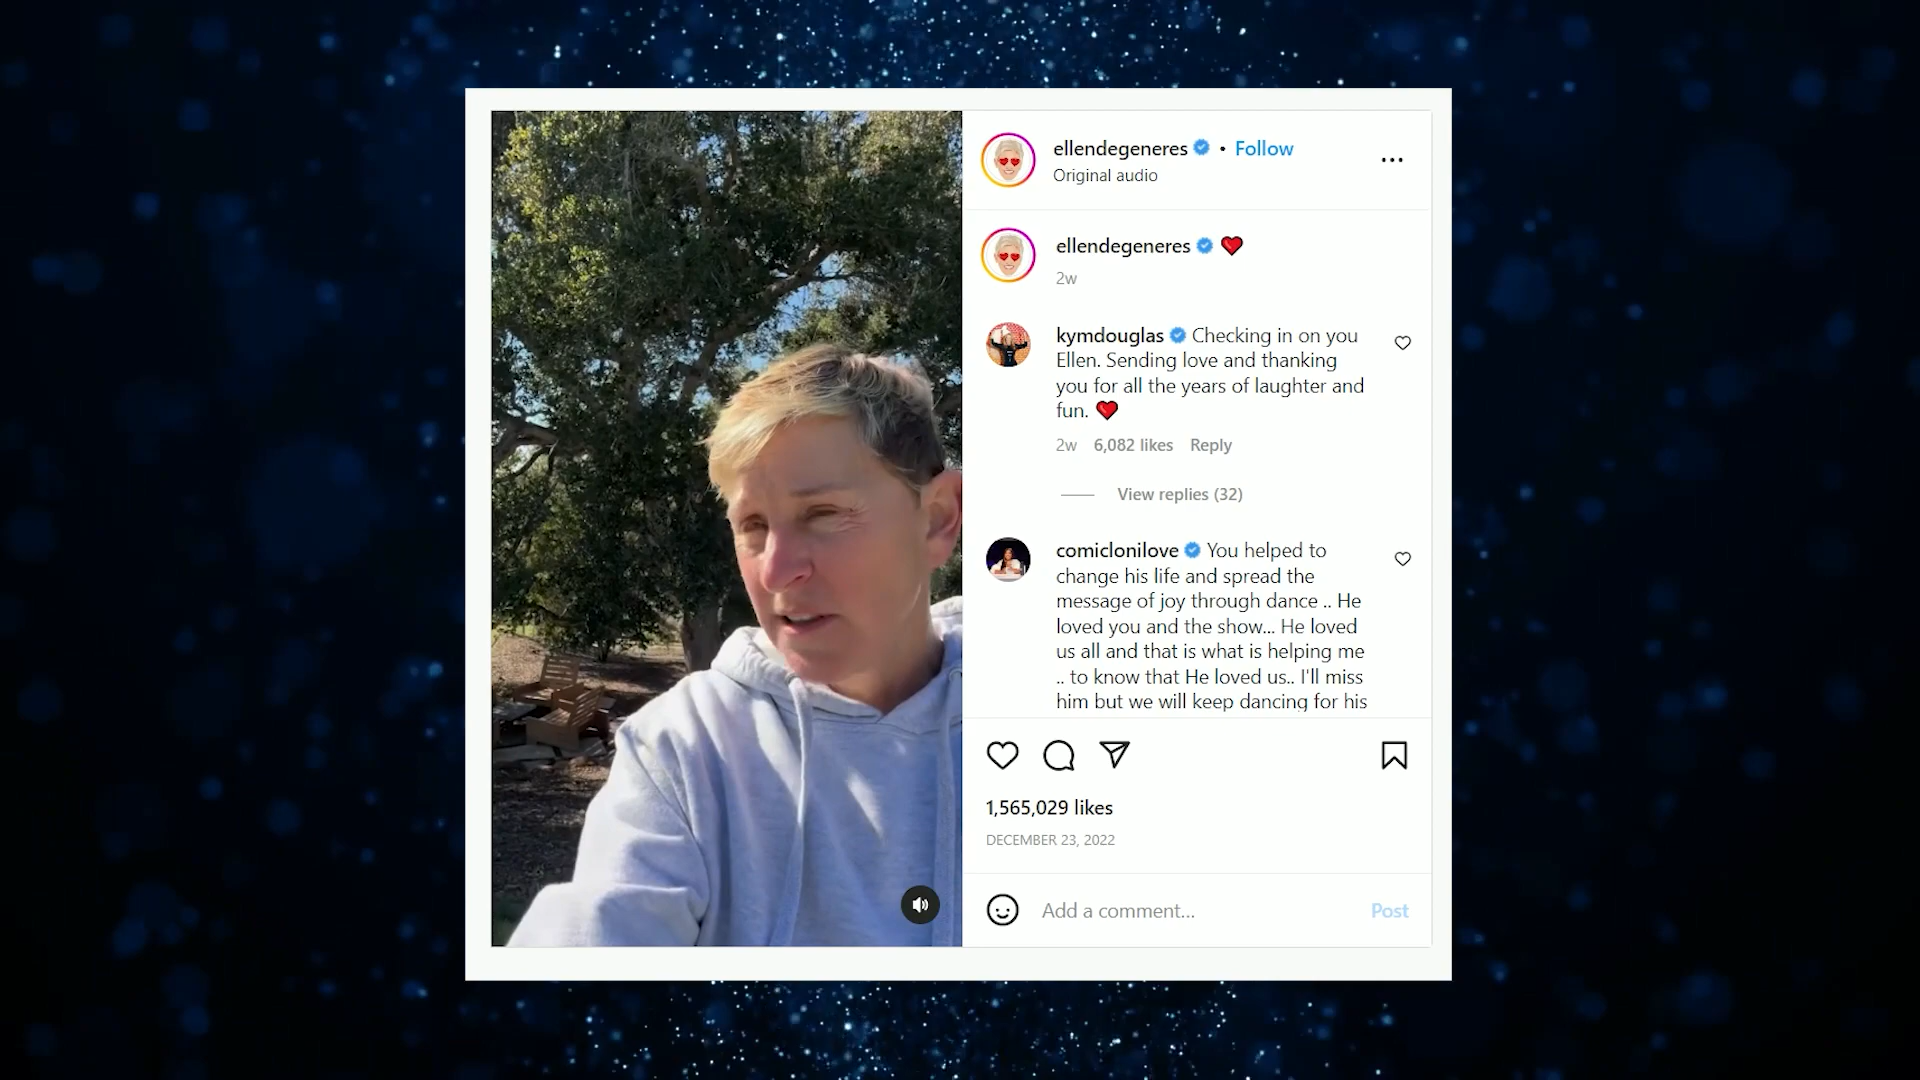 ellendegeneres • Follow
Original audio
ellendegeneres ❤️
2w
kymdouglas Checking in on you
Ellen. Sending love and thanking
you for all the years of laughter and
fun. ❤️
2w 6,082 likes Reply
View replies (32)
comiclonilove You helped to
change his life and spread the
message of joy through dance .. He
loved you and the show... He loved
us all and that is what is helping me
.. to know that He loved us.. I'll miss
him but we will keep dancing for his
1,565,029 likes
DECEMBER 23, 2022
Add a comment...
Post